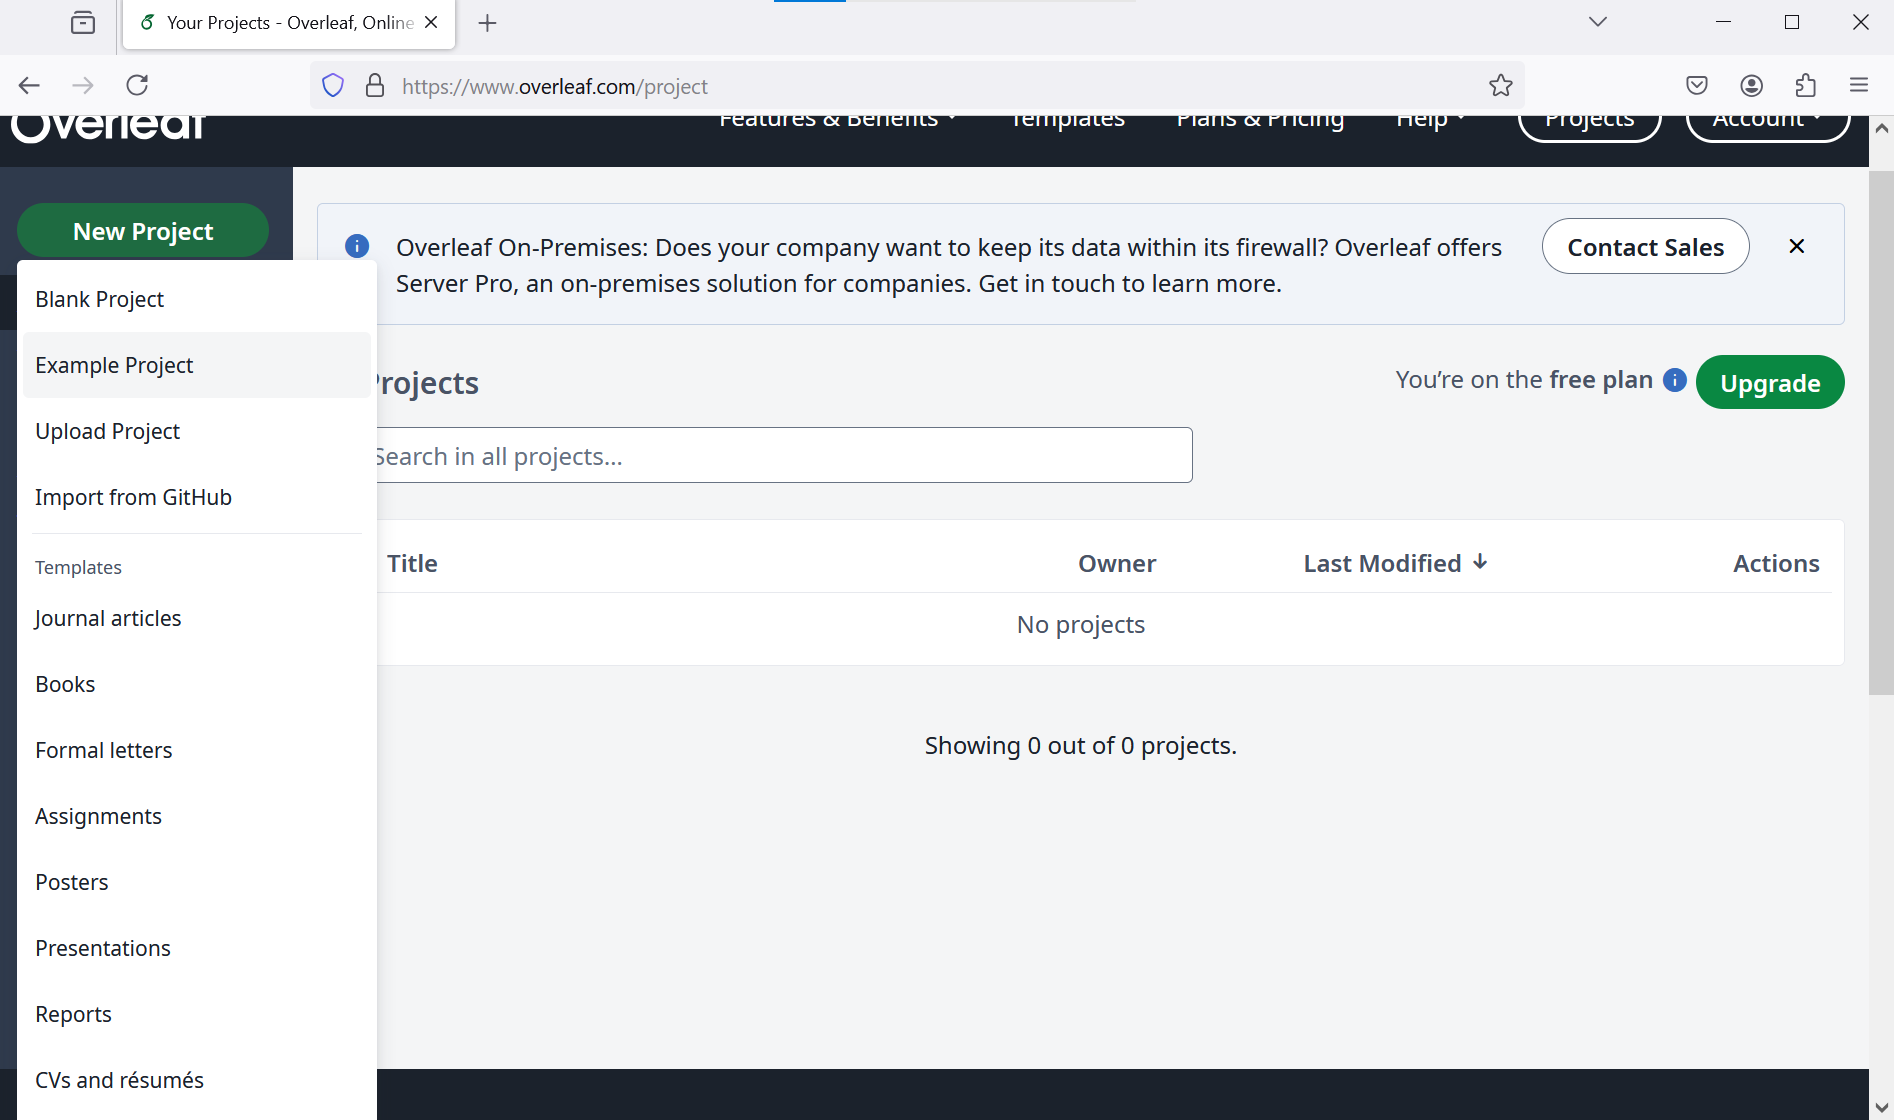 Your Projects - Overleaf, Online
https://www.overleaf.com/project
Overleaf
Features & Benefits
Templates
Plans & Pricing
Help
Projects
Account
New Project
Blank Project
Example Project
Upload Project
Import from GitHub
Templates
Journal articles
Books
Formal letters
Assignments
Posters
Presentations
Reports
CVs and résumés
Overleaf On-Premises: Does your company want to keep its data within its firewall? Overleaf offers
Server Pro, an on-premises solution for companies. Get in touch to learn more.
Contact Sales
Projects
You’re on the free plan
Upgrade
Search in all projects…
Title
Owner
Last Modified
Actions
No projects
Showing 0 out of 0 projects.